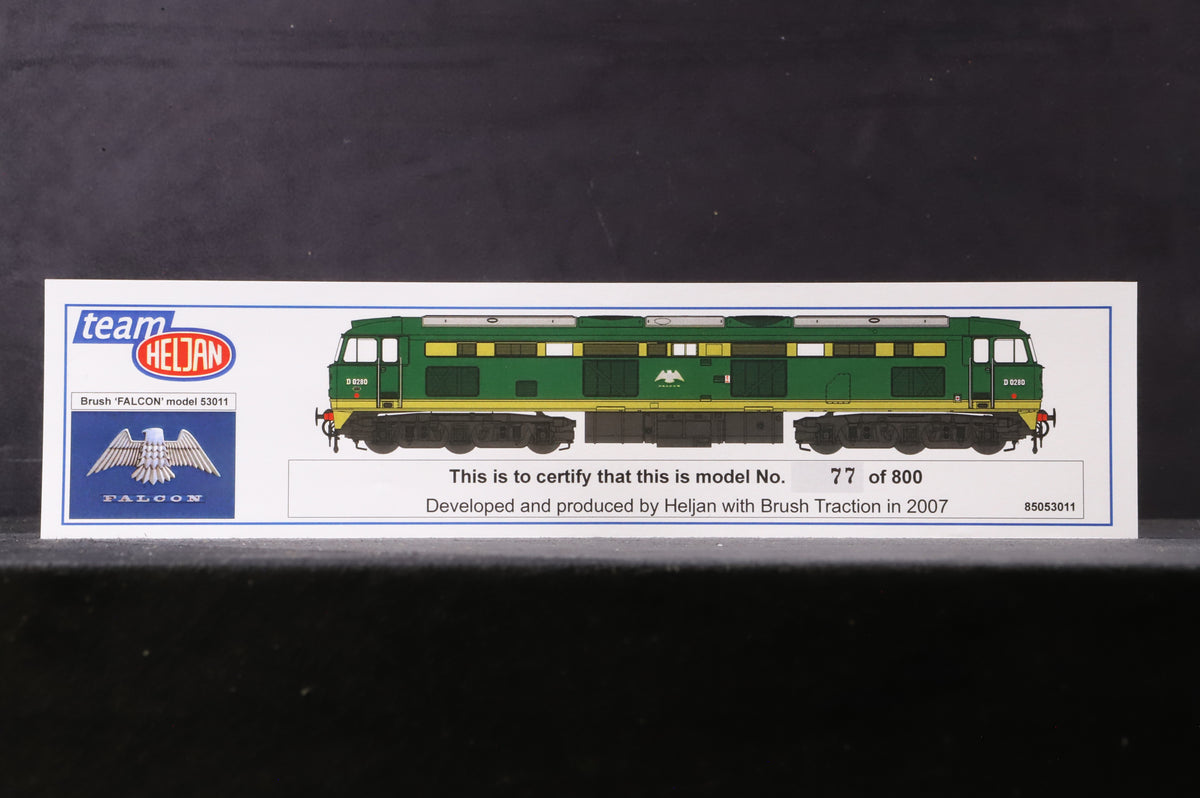 team
HELJAN
Brush 'FALCON' model 53011
FALCON
D 0280
FALCON
D 0280
This is to certify that this is model No. 77 of 800
Developed and produced by Heljan with Brush Traction in 2007
85053011